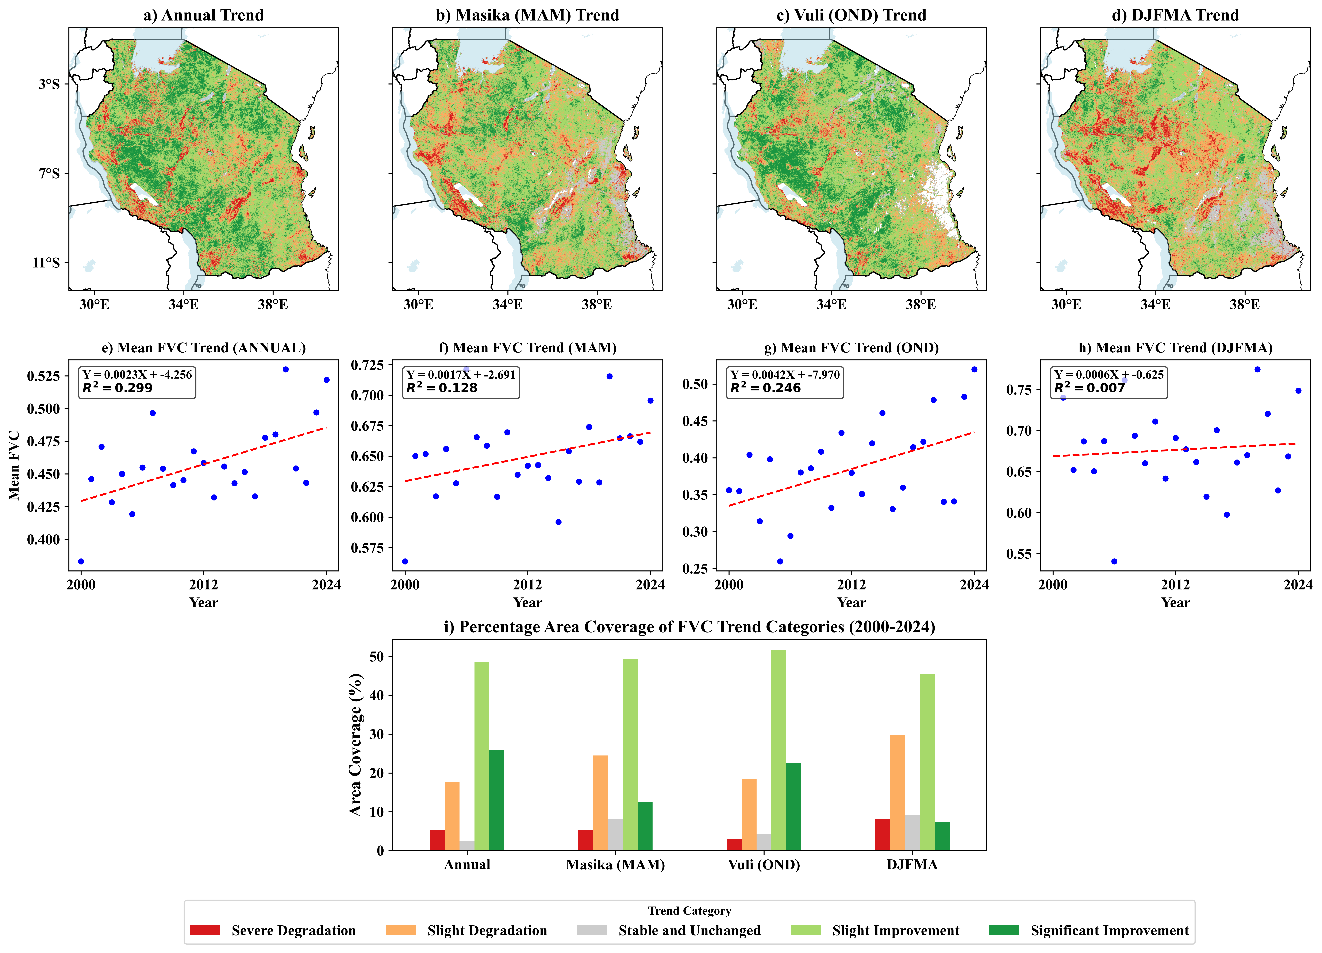 a) Annual Trend
b) Masika (MAM) Trend
c) Vuli (OND) Trend
d) DJFMA Trend
3°S
7°S
11°S
30°E 34°E 38°E
30°E 34°E 38°E
30°E 34°E 38°E
30°E 34°E 38°E
e) Mean FVC Trend (ANNUAL)
Y = 0.0023X + -4.256
R² = 0.299
Mean FVC
0.525
0.500
0.475
0.450
0.425
0.400
2000 2012 2024
Year
f) Mean FVC Trend (MAM)
Y = 0.0017X + -2.691
R² = 0.128
0.725
0.700
0.675
0.650
0.625
0.600
0.575
2000 2012 2024
Year
g) Mean FVC Trend (OND)
Y = 0.0042X + -7.970
R² = 0.246
0.50
0.45
0.40
0.35
0.30
0.25
2000 2012 2024
Year
h) Mean FVC Trend (DJFMA)
Y = 0.0006X + -0.625
R² = 0.007
0.75
0.70
0.65
0.60
0.55
2000 2012 2024
Year
i) Percentage Area Coverage of FVC Trend Categories (2000-2024)
Area Coverage (%)
50
40
30
20
10
0
Annual Masika (MAM) Vuli (OND) DJFMA
Trend Category
Severe Degradation Slight Degradation Stable and Unchanged Slight Improvement Significant Improvement